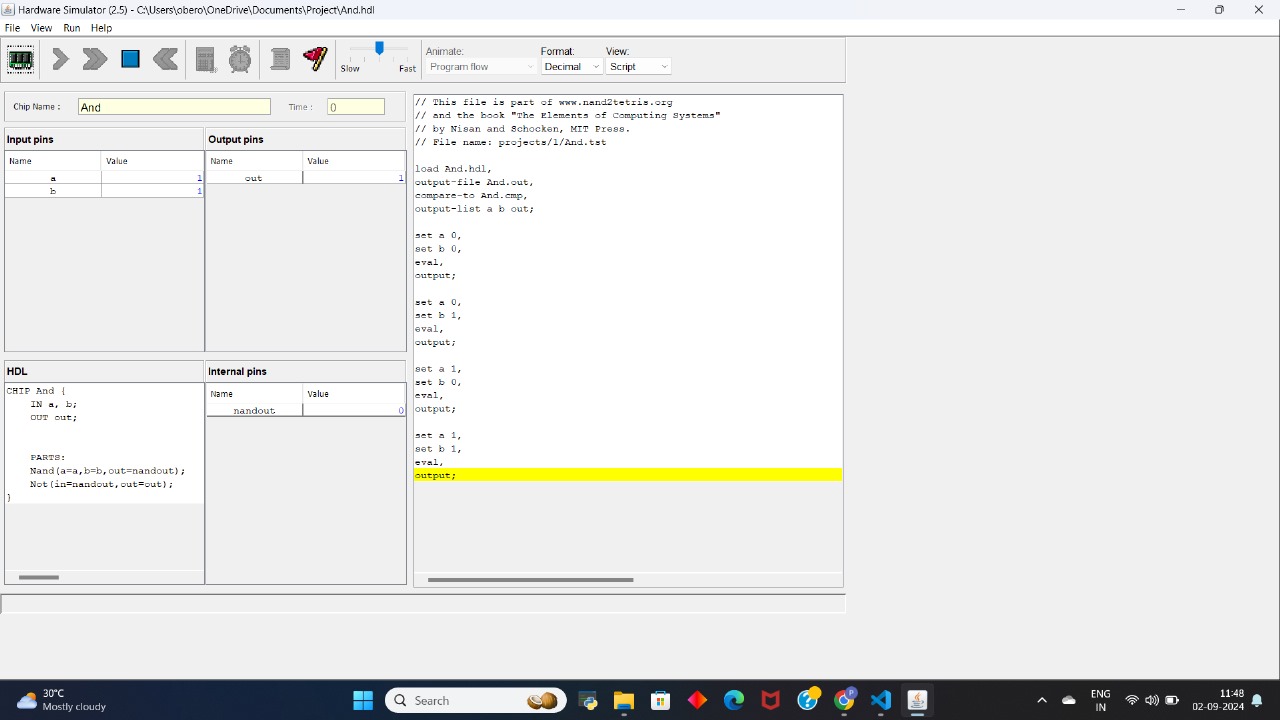 Hardware Simulator (2.5) - C:\Users\obero\OneDrive\Documents\Project\And.hdl
File View Run Help
Animate: Format: View:
Slow Fast Program flow Decimal Script
Chip Name : And Time : 0
Input pins
Name Value
a 1
b 1
Output pins
Name Value
out 1
HDL
CHIP And {
IN a, b;
OUT out;
PARTS:
Nand(a=a,b=b,out=nandout);
Not(in=nandout,out=out);
}
Internal pins
Name Value
nandout 0
// This file is part of www.nand2tetris.org
// and the book "The Elements of Computing Systems"
// by Nisan and Schocken, MIT Press.
// File name: projects/1/And.tst
load And.hdl,
output-file And.out,
compare-to And.cmp,
output-list a b out;
set a 0,
set b 0,
eval,
output;
set a 0,
set b 1,
eval,
output;
set a 1,
set b 0,
eval,
output;
set a 1,
set b 1,
eval,
output;
30°C
Mostly cloudy
Search
P
ENG
IN
11:48
02-09-2024